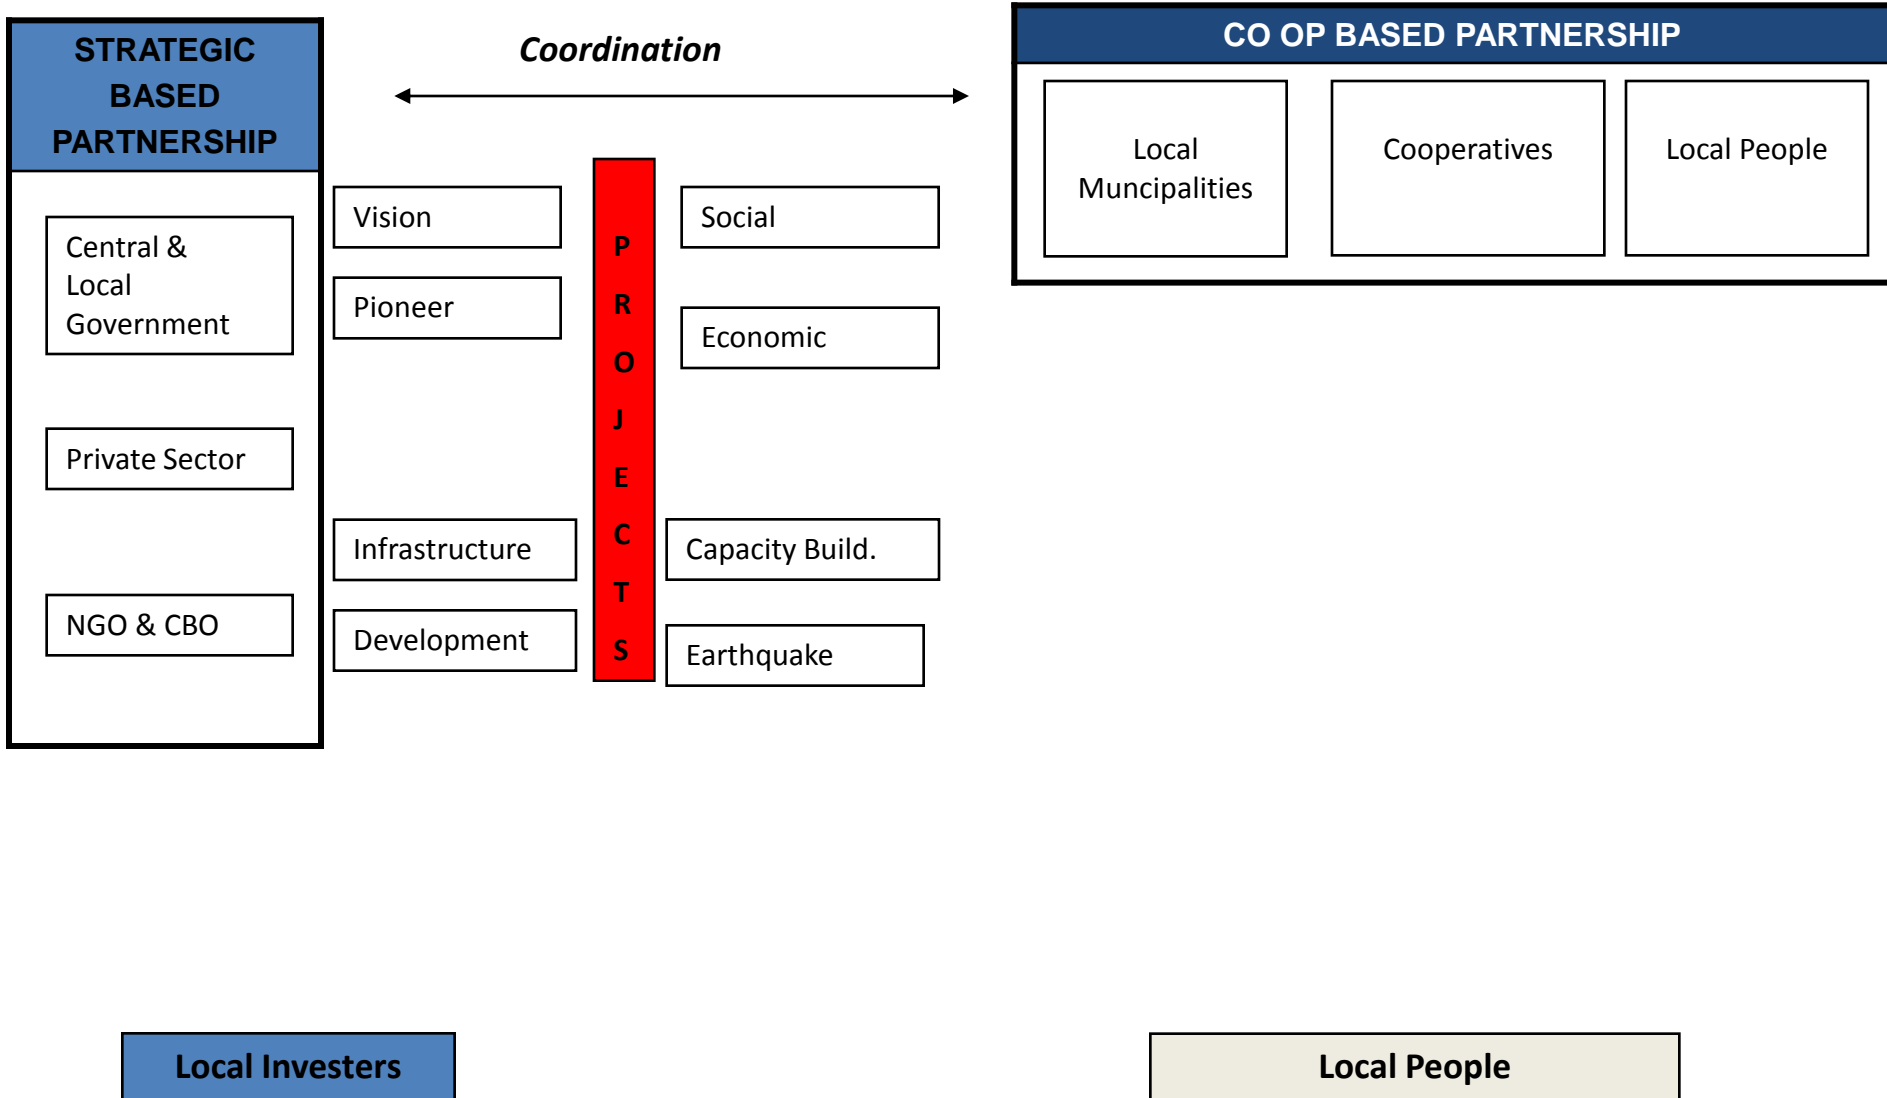 STRATEGIC
BASED
PARTNERSHIP
Central &
Local
Government
Private Sector
NGO & CBO
Coordination
Vision
Pioneer
Infrastructure
Development
P
R
O
J
E
C
T
S
Social
Economic
Capacity Build.
Earthquake
CO OP BASED PARTNERSHIP
Local
Muncipalities
Cooperatives
Local People
Local Investers
Local People